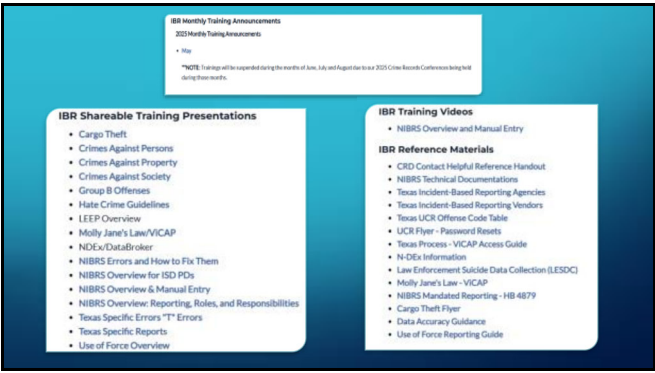 IBR Monthly Training Announcements
2025 Monthly Training Announcements
• May
**NOTE: Trainings will be suspended during the months of June, July and August due to our 2025 Crime Records Conferences being held
during those months.
IBR Shareable Training Presentations
• Cargo Theft
• Crimes Against Persons
• Crimes Against Property
• Crimes Against Society
• Group B Offenses
• Hate Crime Guidelines
• LEEP Overview
• Molly Jane's Law/ViCAP
• NDEx/DataBroker
• NIBRS Errors and How to Fix Them
• NIBRS Overview for ISD PDs
• NIBRS Overview & Manual Entry
• NIBRS Overview: Reporting, Roles, and Responsibilities
• Texas Specific Errors "T" Errors
• Texas Specific Reports
• Use of Force Overview
IBR Training Videos
• NIBRS Overview and Manual Entry
IBR Reference Materials
• CRD Contact Helpful Reference Handout
• NIBRS Technical Documentations
• Texas Incident-Based Reporting Agencies
• Texas Incident-Based Reporting Vendors
• Texas UCR Offense Code Table
• UCR Flyer - Password Resets
• Texas Process - ViCAP Access Guide
• N-DEx Information
• Law Enforcement Suicide Data Collection (LESDC)
• Molly Jane's Law - ViCAP
• NIBRS Mandated Reporting - HB 4879
• Cargo Theft Flyer
• Data Accuracy Guidance
• Use of Force Reporting Guide